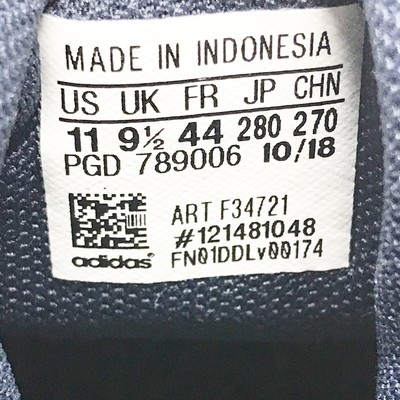 MADE IN INDONESIA
US UK FR JP CHN
11 9½ 44 280 270
PGD 789006 10/18
ART F34721
#121481048
adidas® FN01DDLv00174